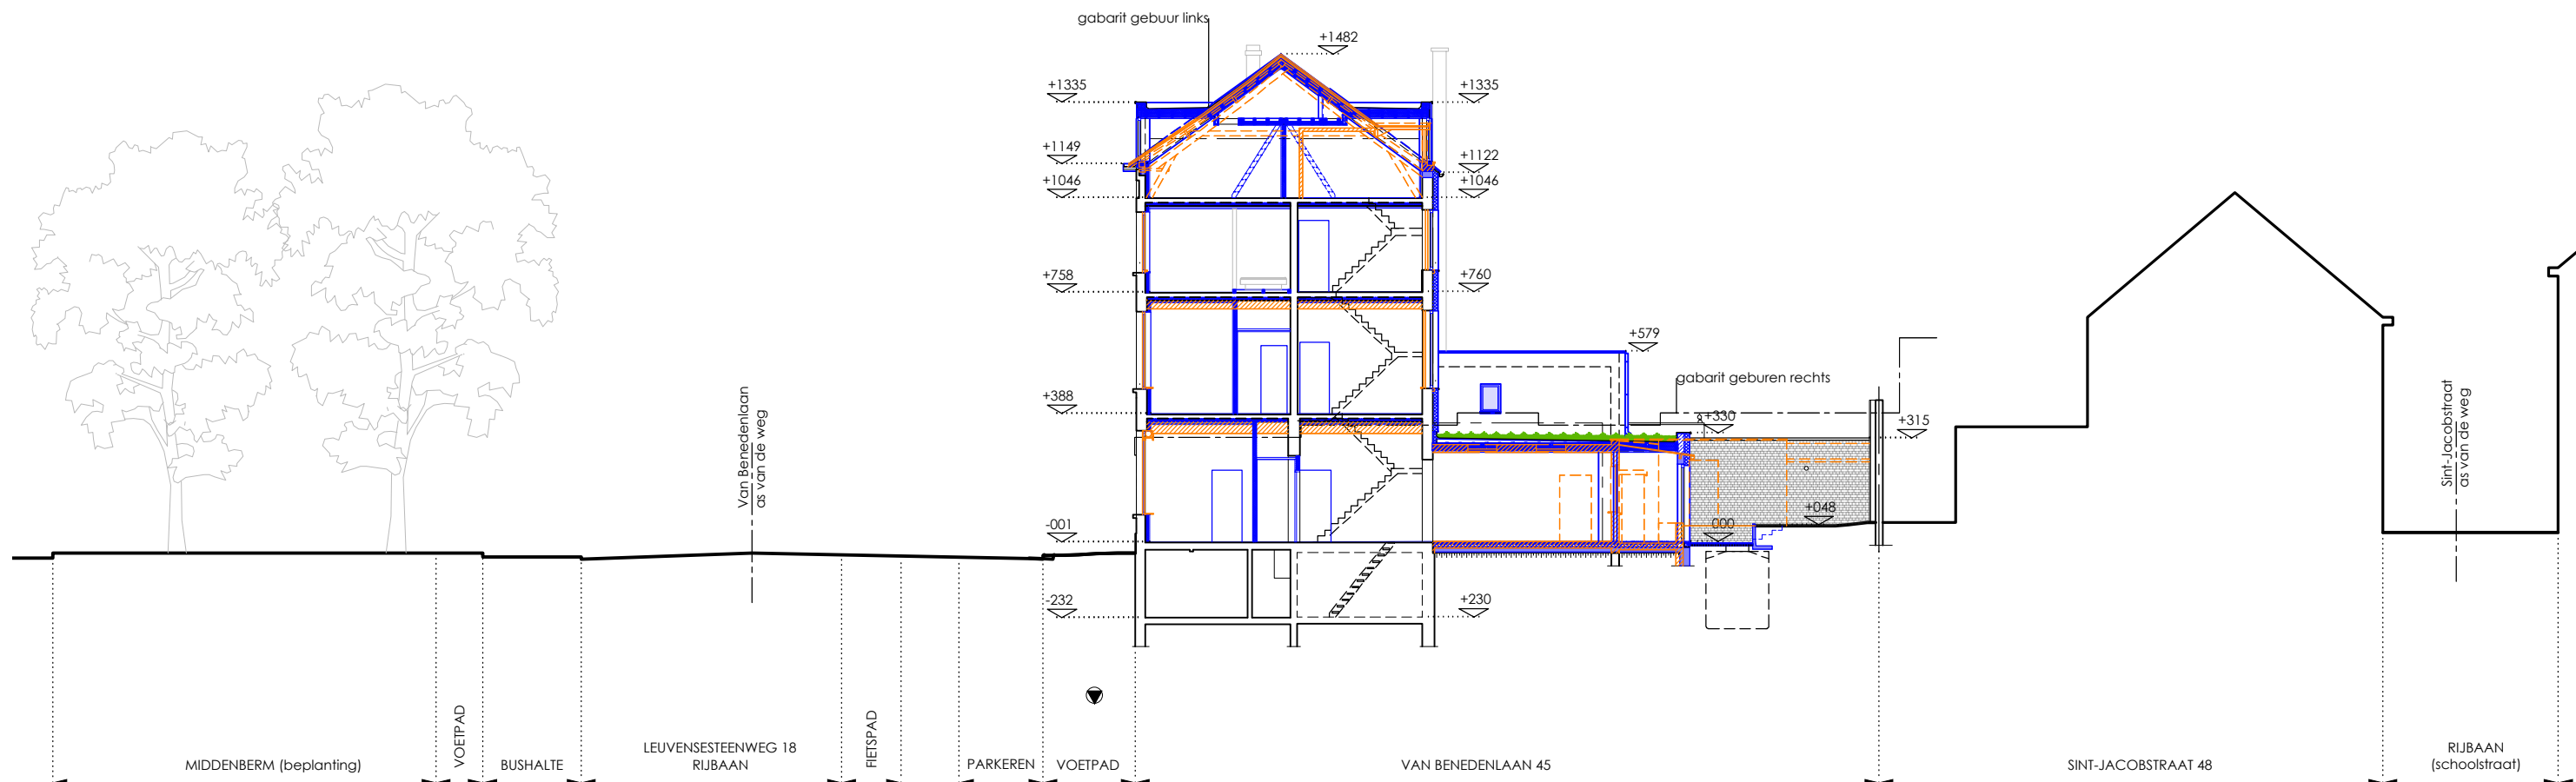 gabarit gebuur links
+1482
+1335
+1335
+1149
+1122
+1046
+1046
+758
+760
+579
gabarit geburen rechts
+388
+330
+315
Van Benedenlaan
as van de weg
Sint-Jacobstraat
as van de weg
+048
-001
000
-232
+230
MIDDENBERM (beplanting)
VOETPAD
BUSHALTE
LEUVENSESTEENWEG 18
RIJBAAN
FIETSPAD
PARKEREN
VOETPAD
VAN BENEDENLAAN 45
SINT-JACOBSTRAAT 48
RIJBAAN
(schoolstraat)